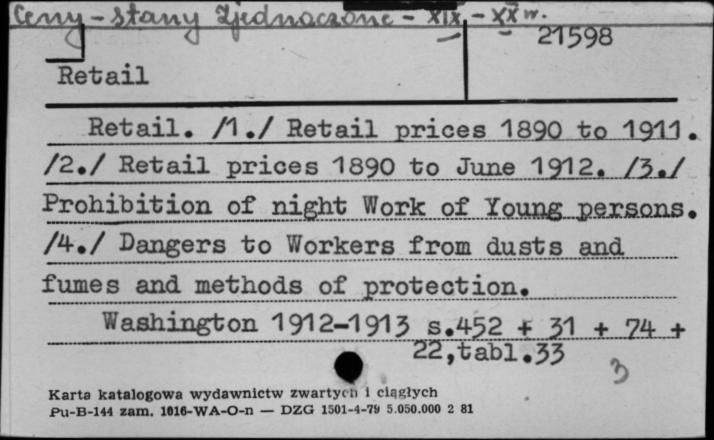 Ceny - Stany Zjednoczone - XIX - XX w.
21598
Retail
Retail. /1./ Retail prices 1890 to 1911.
/2./ Retail prices 1890 to June 1912. /3./
Prohibition of night Work of Young persons.
/4./ Dangers to Workers from dusts and
fumes and methods of protection.
Washington 1912-1913 s.452 + 31 + 74 +
22,tabl.33
3
Karta katalogowa wydawnictw zwartych i ciągłych
Pu-B-144 zam. 1016-WA-O-n — DZG 1501-4-79 5.050.000 2 81